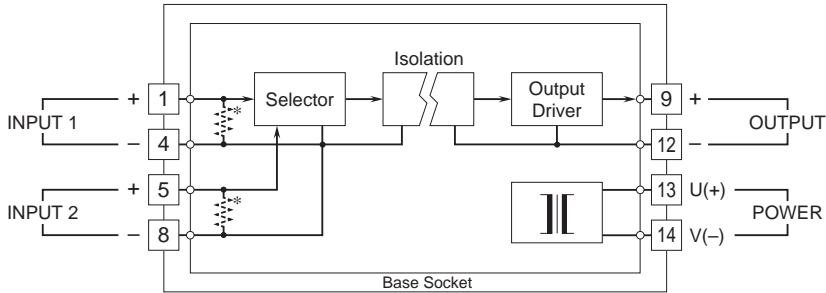 Isolation
INPUT 1
+ 1
– 4
*
Selector
Output
Driver
9 +
12 –
OUTPUT
INPUT 2
+ 5
– 8
*
13 U(+)
14 V(–)
POWER
Base Socket